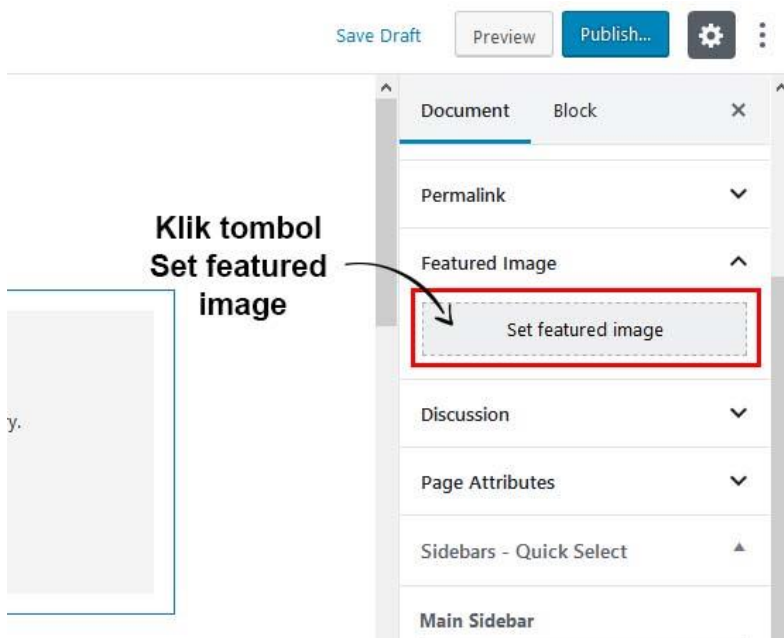 Save Draft Preview Publish...
Document Block
Permalink
Klik tombol
Set featured
image
Featured Image
Set featured image
y.
Discussion
Page Attributes
Sidebars - Quick Select
Main Sidebar